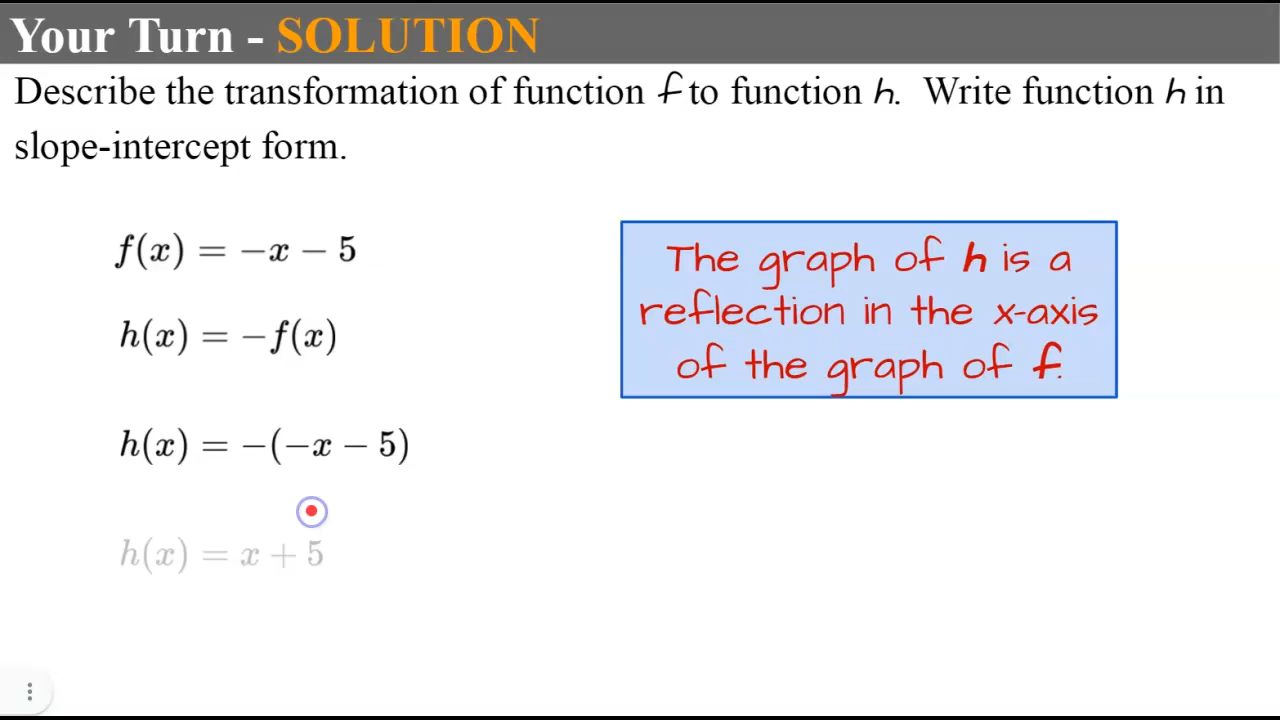 Your Turn - SOLUTION
Describe the transformation of function f to function h. Write function h in
slope-intercept form.
f(x) = −x − 5
The graph of h is a
reflection in the x-axis
of the graph of f.
h(x) = −f(x)
h(x) = −(−x − 5)
h(x) = x + 5